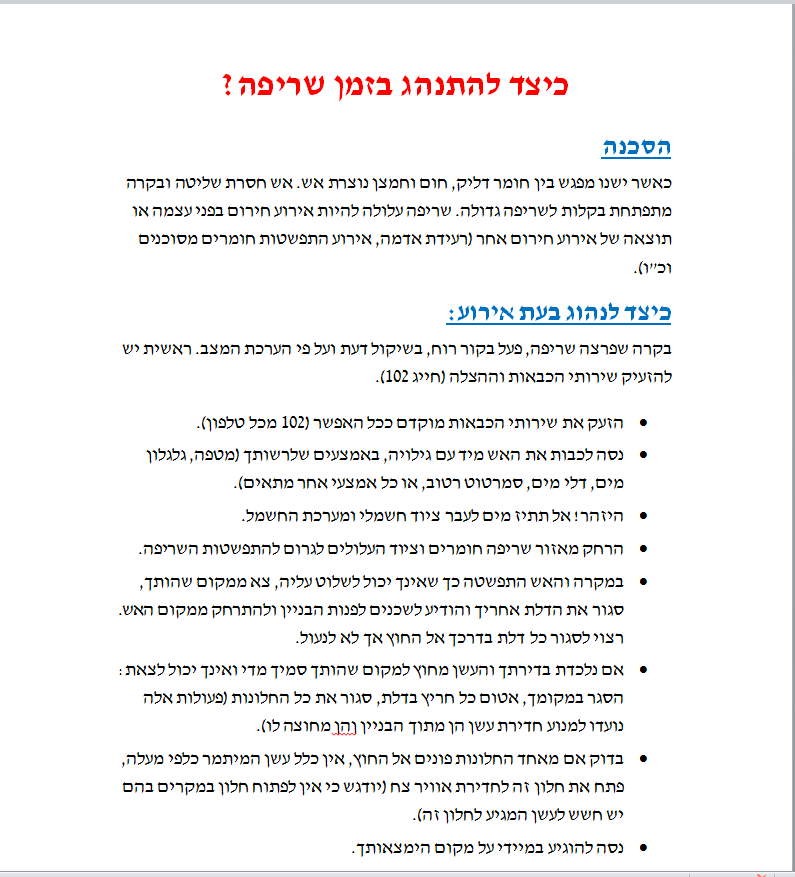 כיצד להתנהג בזמן שריפה?
הסכנה
כאשר ישנו מפגש בין חומר דליק, חום וחמצן נוצרת אש. אש חסרת שליטה ובקרה
מתפתחת בקלות לשריפה גדולה. שריפה עלולה להיות אירוע חירום בפני עצמה או
תוצאה של אירוע חירום אחר (רעידת אדמה, אירוע התפשטות חומרים מסוכנים
וכ״ו).
כיצד לנהוג בעת אירוע:
בקרה שפרצה שריפה, פעל בקור רוח, בשיקול דעת ועל פי הערכת המצב. ראשית יש
להזעיק שירותי הכבאות וההצלה (חייג 102).
• הזעק את שירותי הכבאות מוקדם ככל האפשר (102 מכל טלפון).
• נסה לכבות את האש מיד עם גילויה, באמצעים שלרשותך (מטפה, גלגלון
מים, דלי מים, סמרטוט רטוב, או כל אמצעי אחר מתאים).
• היזהר! אל תתיז מים לעבר ציוד חשמלי ומערכת החשמל.
• הרחק מאזור שריפה חומרים וציוד העלולים לגרום להתפשטות השריפה.
• במקרה והאש התפשטה כך שאינך יכול לשלוט עליה, צא ממקום שהותך,
סגור את הדלת אחריך והודיע לשכנים לפנות הבניין ולהתרחק ממקום האש.
רצוי לסגור כל דלת בדרכך אל החוץ אך לא לנעול.
• אם נלכדת בדירתך והעשן מחוץ למקום שהותך סמיך מדי ואינך יכול לצאת:
הסגר במקומך, אטום כל חריץ בדלת, סגור את כל החלונות (פעולות אלה
נועדו למנוע חדירת עשן הן מתוך הבניין והן מחוצה לו).
• בדוק אם מאחד החלונות פונים אל החוץ, אין כלל עשן המיתמר כלפי מעלה,
פתח את חלון זה לחדירת אוויר צח (יודגש כי אין לפתוח חלון במקרים בהם
יש חשש לעשן המגיע לחלון זה).
• נסה להוגיע במיידי על מקום הימצאותך.